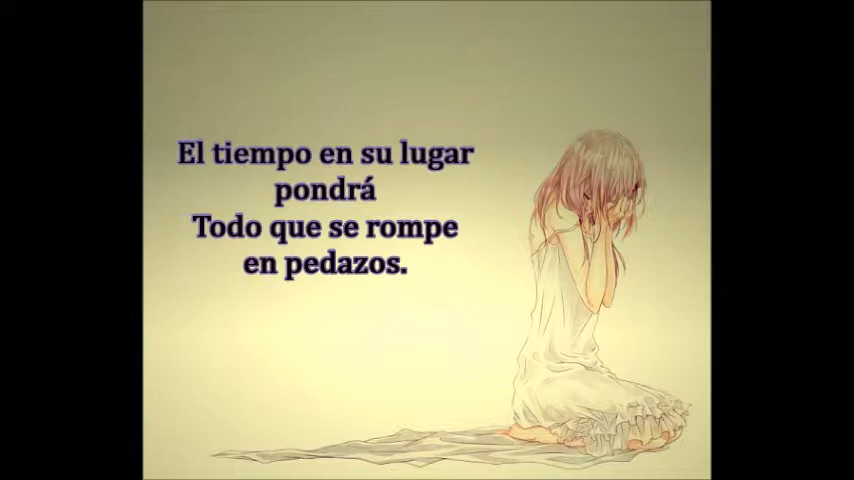 El tiempo en su lugar
pondrá
Todo que se rompe
en pedazos.